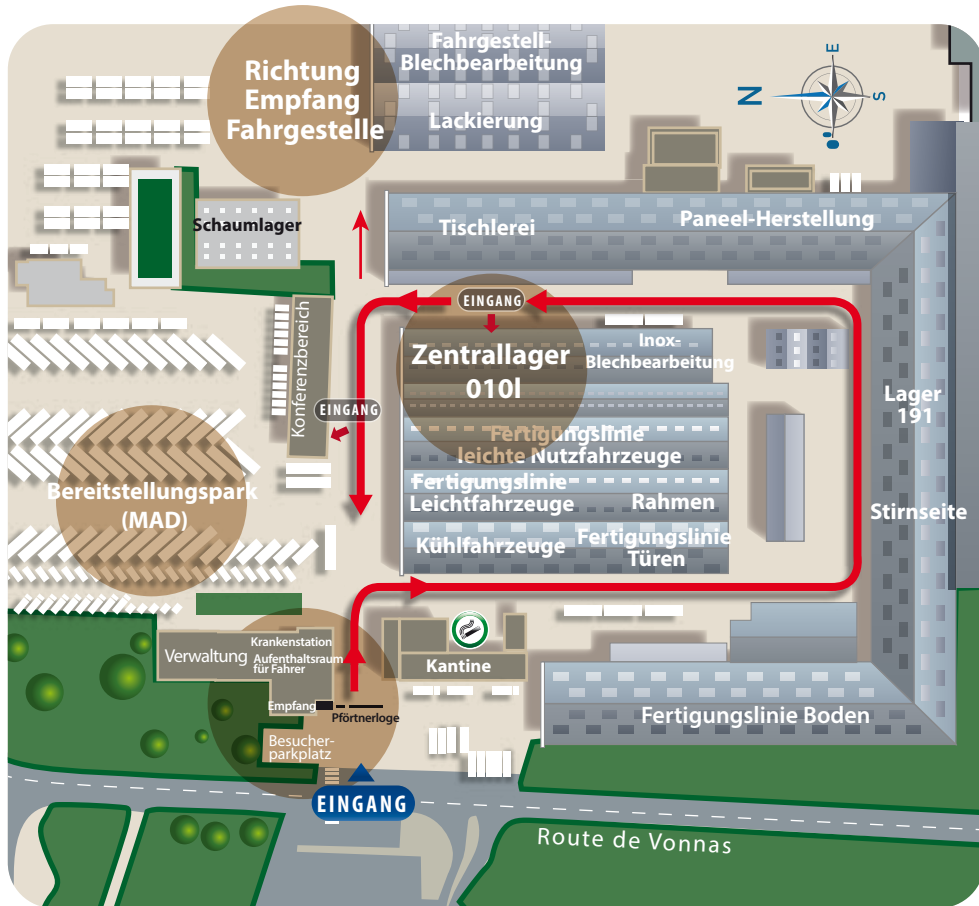 Fahrgestell-
Blechbearbeitung
Lackierung
Richtung
Empfang
Fahrgestelle
N
E
S
O
Schaumlager
Tischlerei
Paneel-Herstellung
EINGANG
Zentrallager
010l
Inox-
Blechbearbeitung
Konferenzbereich
EINGANG
Lager
191
Fertigungslinie
leichte Nutzfahrzeuge
Fertigungslinie
Leichtfahrzeuge
Rahmen
Bereitstellungspark
(MAD)
Stirnseite
Kühlfahrzeuge
Fertigungslinie
Türen
Verwaltung
Krankenstation
Aufenthaltsraum
für Fahrer
Kantine
Empfang
Pförtnerloge
Besucher-
parkplatz
Fertigungslinie Boden
EINGANG
Route de Vonnas